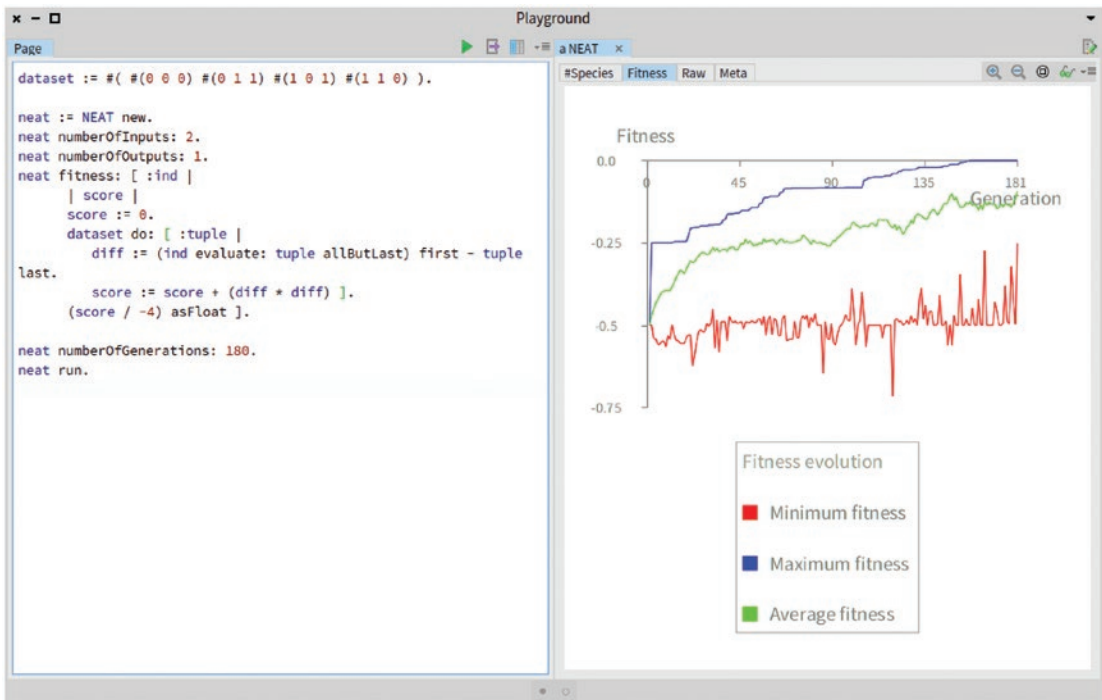 Playground
Page
dataset := #( #(0 0 0) #(0 1 1) #(1 0 1) #(1 1 0) ).
neat := NEAT new.
neat numberOfInputs: 2.
neat numberOfOutputs: 1.
neat fitness: [ :ind |
| score |
score := 0.
dataset do: [ :tuple |
diff := (ind evaluate: tuple allButLast) first - tuple
last.
score := score + (diff * diff) ].
(score / -4) asFloat ].
neat numberOfGenerations: 180.
neat run.
a NEAT
#Species Fitness Raw Meta
Fitness
0.0
0 45 90 135 181
Generation
-0.25
-0.5
-0.75
Fitness evolution
Minimum fitness
Maximum fitness
Average fitness